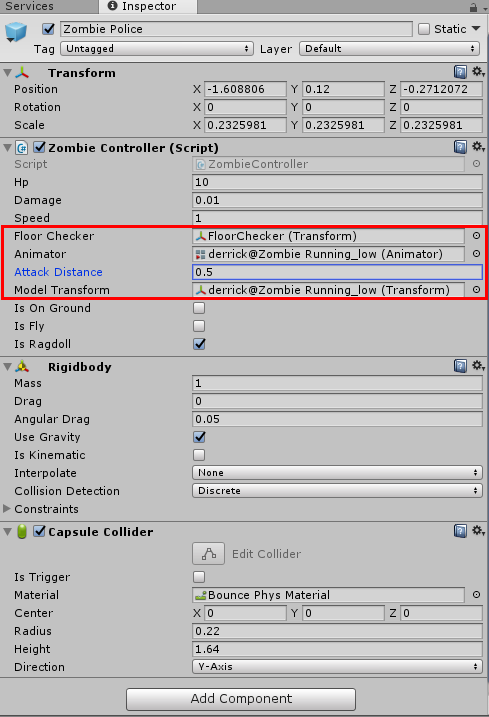 Services Inspector
Zombie Police Static
Tag Untagged Layer Default
Transform
Position X -1.608806 Y 0.12 Z -0.2712072
Rotation X 0 Y 0 Z 0
Scale X 0.2325981 Y 0.2325981 Z 0.2325981
Zombie Controller (Script)
Script ZombieController
Hp 10
Damage 0.01
Speed 1
Floor Checker FloorChecker (Transform)
Animator derrick@Zombie Running_low (Animator)
Attack Distance 0.5
Model Transform derrick@Zombie Running_low (Transform)
Is On Ground
Is Fly
Is Ragdoll
Rigidbody
Mass 1
Drag 0
Angular Drag 0.05
Use Gravity
Is Kinematic
Interpolate None
Collision Detection Discrete
Constraints
Capsule Collider
Edit Collider
Is Trigger
Material Bounce Phys Material
Center X 0 Y 0 Z 0
Radius 0.22
Height 1.64
Direction Y-Axis
Add Component